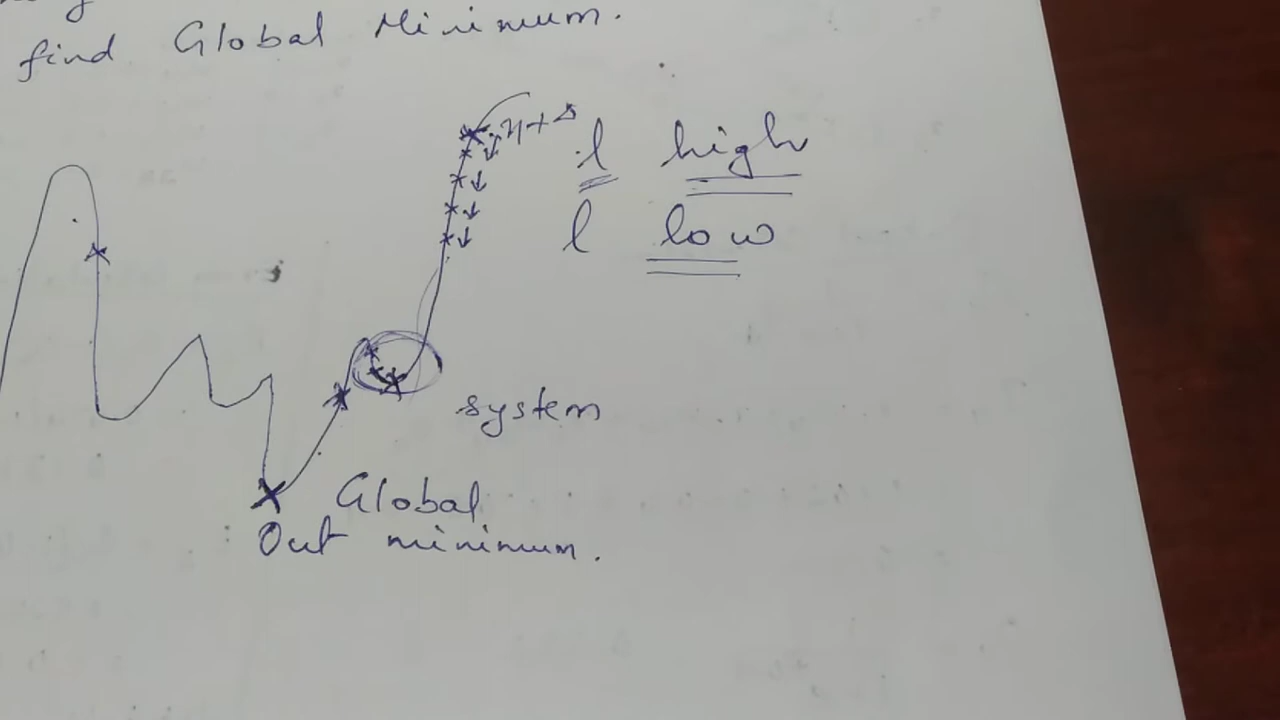 find Global Minimum.
x+Δ
l high
l low
system
Global
Out minimum.